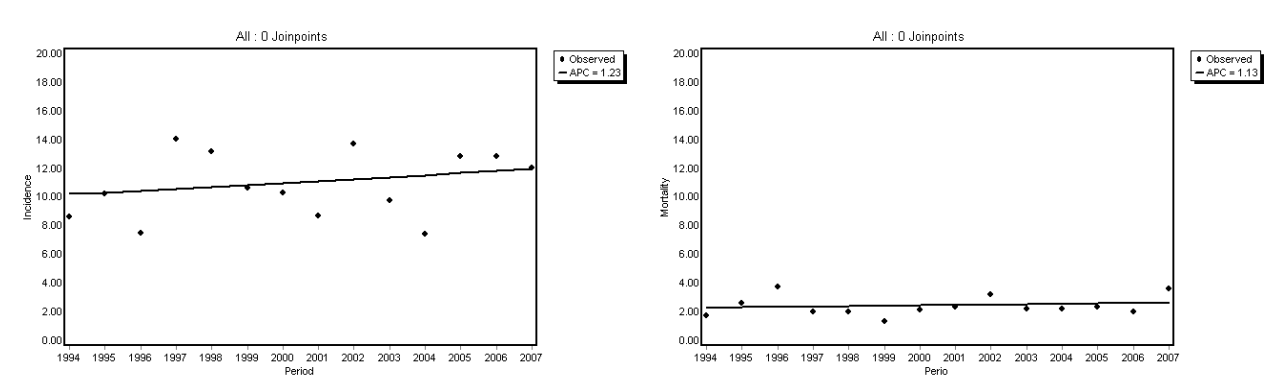 All : 0 Joinpoints
Observed
APC = 1.23
20.00
18.00
16.00
14.00
12.00
10.00
8.00
6.00
4.00
2.00
0.00
Incidence
1994 1995 1996 1997 1998 1999 2000 2001 2002 2003 2004 2005 2006 2007
Period
All : 0 Joinpoints
Observed
APC = 1.13
20.00
18.00
16.00
14.00
12.00
10.00
8.00
6.00
4.00
2.00
0.00
Mortality
1994 1995 1996 1997 1998 1999 2000 2001 2002 2003 2004 2005 2006 2007
Perio